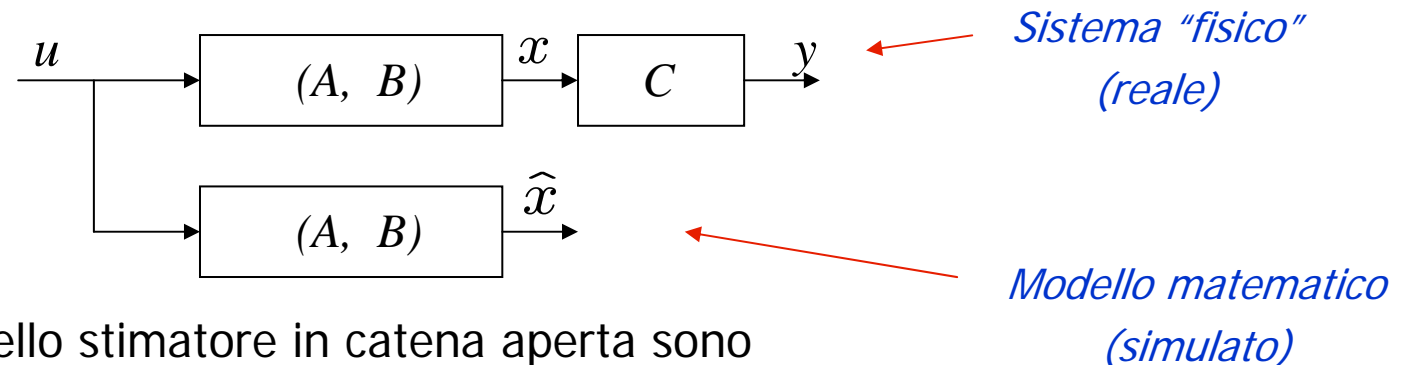 u
(A, B)
x
C
y
Sistema “fisico”
(reale)
(A, B)
x̂
Modello matematico
(simulato)
ello stimatore in catena aperta sono